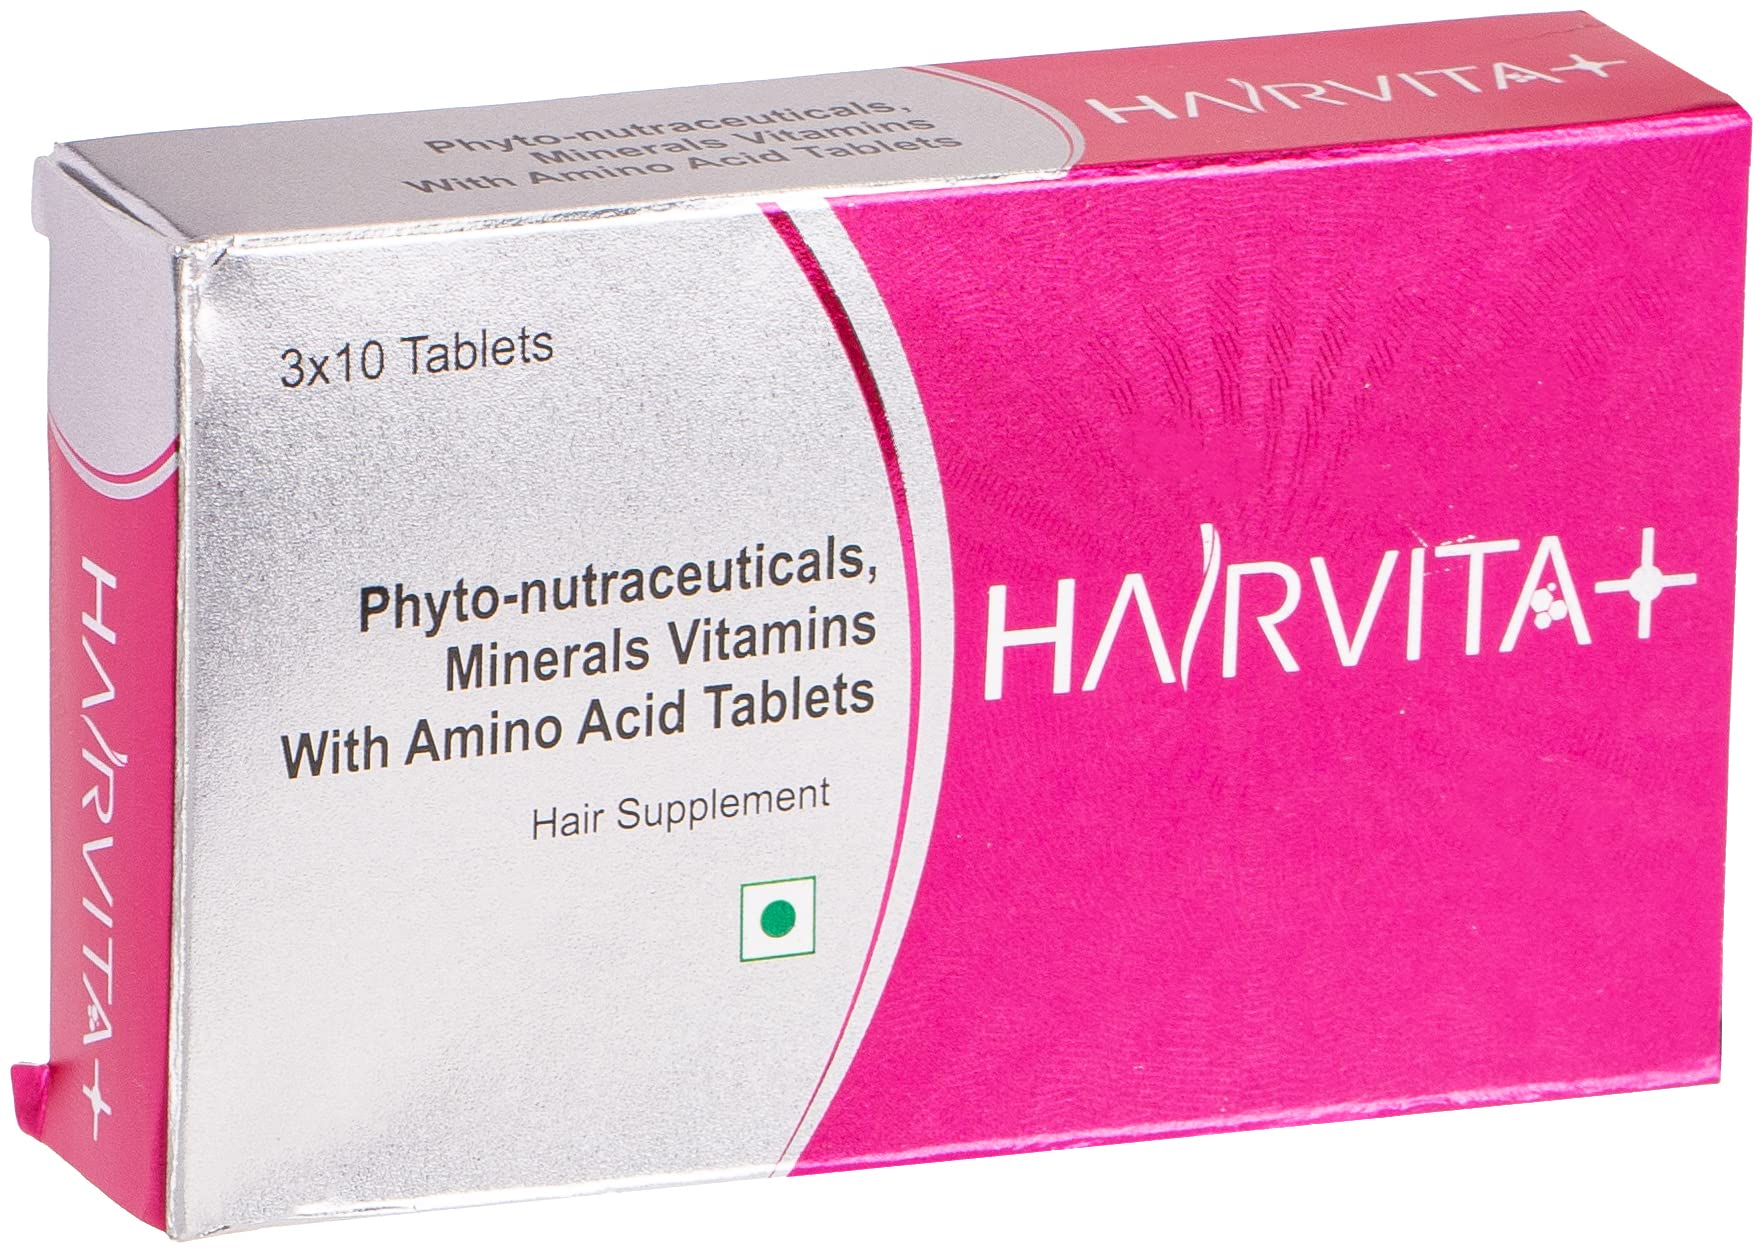 Phyto-nutraceuticals,
Minerals Vitamins
With Amino Acid Tablets
HAIRVITA+
3x10 Tablets
Phyto-nutraceuticals,
Minerals Vitamins
With Amino Acid Tablets
Hair Supplement
HAIRVITA+
HAIRVITA+